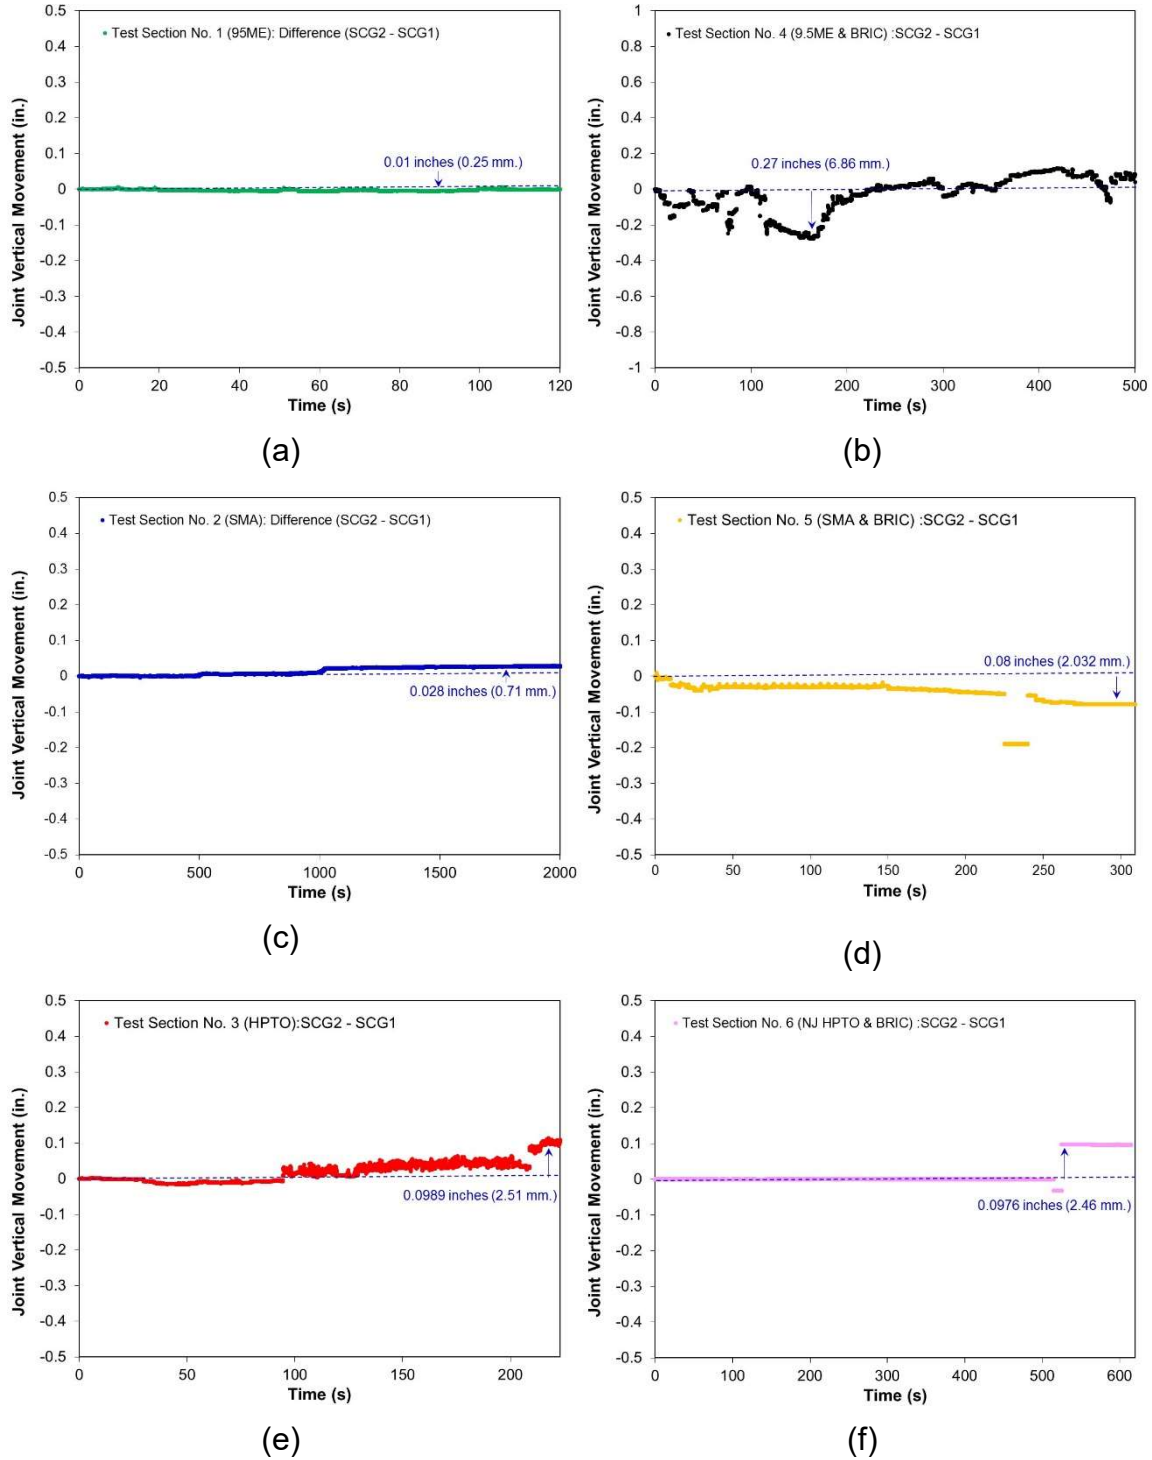 Test Section No. 1 (95ME): Difference (SCG2 - SCG1)
0.5
0.4
0.3
0.2
0.1
0
-0.1
-0.2
-0.3
-0.4
-0.5
Joint Vertical Movement (in.)
0.01 inches (0.25 mm.)
0 20 40 60 80 100 120
Time (s)
(a)
Test Section No. 4 (9.5ME & BRIC) :SCG2 - SCG1
1
0.8
0.6
0.4
0.2
0
-0.2
-0.4
-0.6
-0.8
-1
Joint Vertical Movement (in.)
0.27 inches (6.86 mm.)
0 100 200 300 400 500
Time (s)
(b)
Test Section No. 2 (SMA): Difference (SCG2 - SCG1)
0.5
0.4
0.3
0.2
0.1
0
-0.1
-0.2
-0.3
-0.4
-0.5
Joint Vertical Movement (in.)
0.028 inches (0.71 mm.)
0 500 1000 1500 2000
Time (s)
(c)
Test Section No. 5 (SMA & BRIC) :SCG2 - SCG1
0.5
0.4
0.3
0.2
0.1
0
-0.1
-0.2
-0.3
-0.4
-0.5
Joint Vertical Movement (in.)
0.08 inches (2.032 mm.)
0 50 100 150 200 250 300
Time (s)
(d)
Test Section No. 3 (HPTO):SCG2 - SCG1
0.5
0.4
0.3
0.2
0.1
0
-0.1
-0.2
-0.3
-0.4
-0.5
Joint Vertical Movement (in.)
0.0989 inches (2.51 mm.)
0 50 100 150 200
Time (s)
(e)
Test Section No. 6 (NJ HPTO & BRIC) :SCG2 - SCG1
0.5
0.4
0.3
0.2
0.1
0
-0.1
-0.2
-0.3
-0.4
-0.5
Joint Vertical Movement (in.)
0.0976 inches (2.46 mm.)
0 100 200 300 400 500 600
Time (s)
(f)